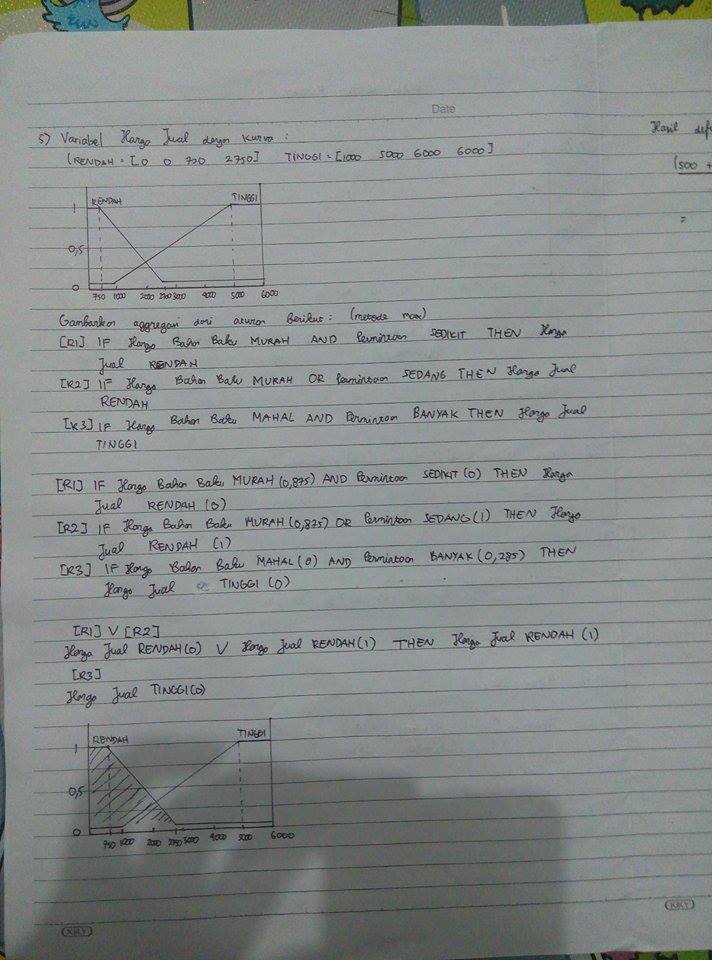 Date
5) Variabel Harga Jual dengan kurva :
(RENDAH = [0 0 750 2750] TINGGI = [1000 5000 6000 6000]
RENDAH TINGGI
1
0,5
0
750 1000 2000 2750 3000 4000 5000 6000
Gambarkan aggregasi dari aturan berikut : (metode max)
[R1] IF Harga Bahan Baku MURAH AND Permintaan SEDIKIT THEN Harga
Jual RENDAH
[R2] IF Harga Bahan Baku MURAH OR Permintaan SEDANG THEN Harga Jual
RENDAH
[R3] IF Harga Bahan Baku MAHAL AND Permintaan BANYAK THEN Harga Jual
TINGGI
[R1] IF Harga Bahan Baku MURAH (0,875) AND Permintaan SEDIKIT (0) THEN Harga
Jual RENDAH (0)
[R2] IF Harga Bahan Baku MURAH (0,875) OR Permintaan SEDANG (1) THEN Harga
Jual RENDAH (1)
[R3] IF Harga Bahan Baku MAHAL (0) AND Permintaan BANYAK (0,285) THEN
Harga Jual TINGGI (0)
[R1] V [R2]
Harga Jual RENDAH(0) V Harga Jual RENDAH (1) THEN Harga Jual RENDAH (1)
[R3]
Harga Jual TINGGI(0)
RENDAH TINGGI
1
0,5
0
750 1000 2000 2750 3000 4000 5000 6000
KKY
Hasil def
(500 +
=
KKY